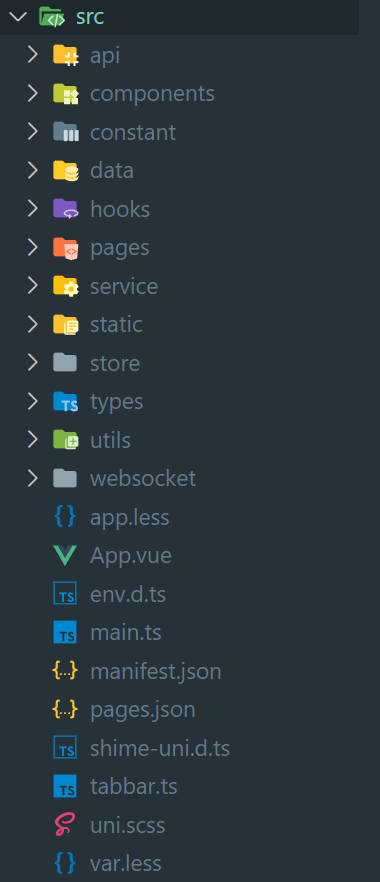 src
api
components
constant
data
hooks
pages
service
static
store
types
utils
websocket
app.less
App.vue
env.d.ts
main.ts
manifest.json
pages.json
shime-uni.d.ts
tabbar.ts
uni.scss
var.less